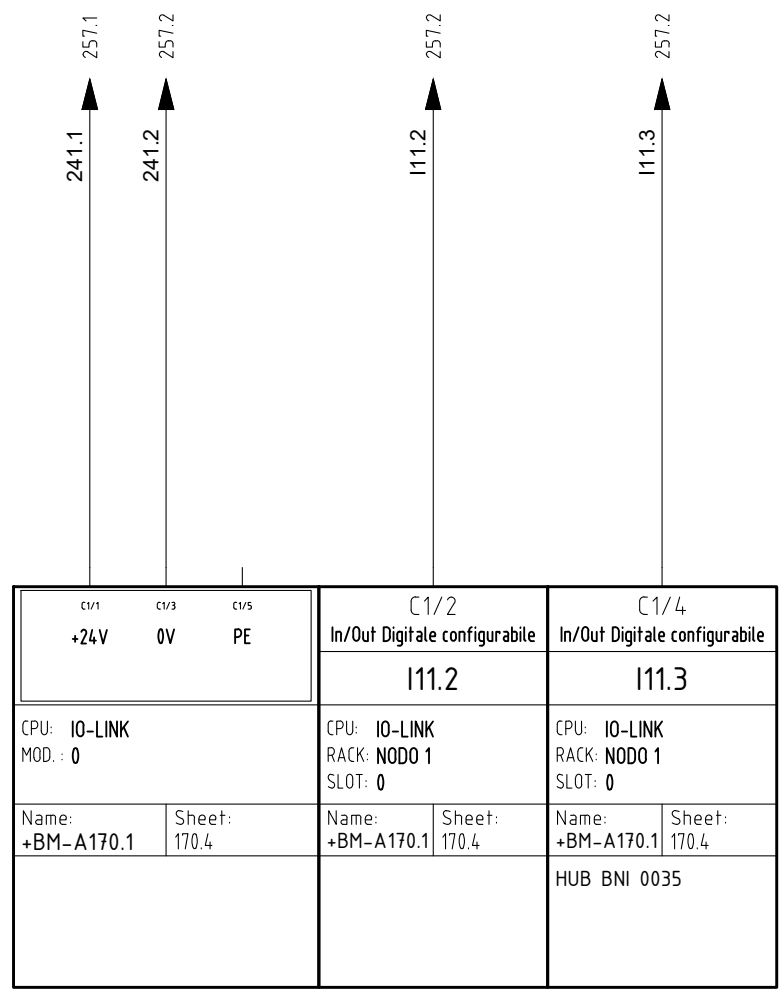 257.1
257.2
257.2
257.2
241.1
241.2
I11.2
I11.3
C1/1
C1/3
C1/5
+24V
0V
PE
C1/2
In/Out Digitale configurabile
I11.2
C1/4
In/Out Digitale configurabile
I11.3
CPU: IO-LINK
MOD. : 0
CPU: IO-LINK
RACK: NODO 1
SLOT: 0
CPU: IO-LINK
RACK: NODO 1
SLOT: 0
Name:
+BM-A170.1
Sheet:
170.4
Name:
+BM-A170.1
Sheet:
170.4
Name:
+BM-A170.1
Sheet:
170.4
HUB BNI 0035